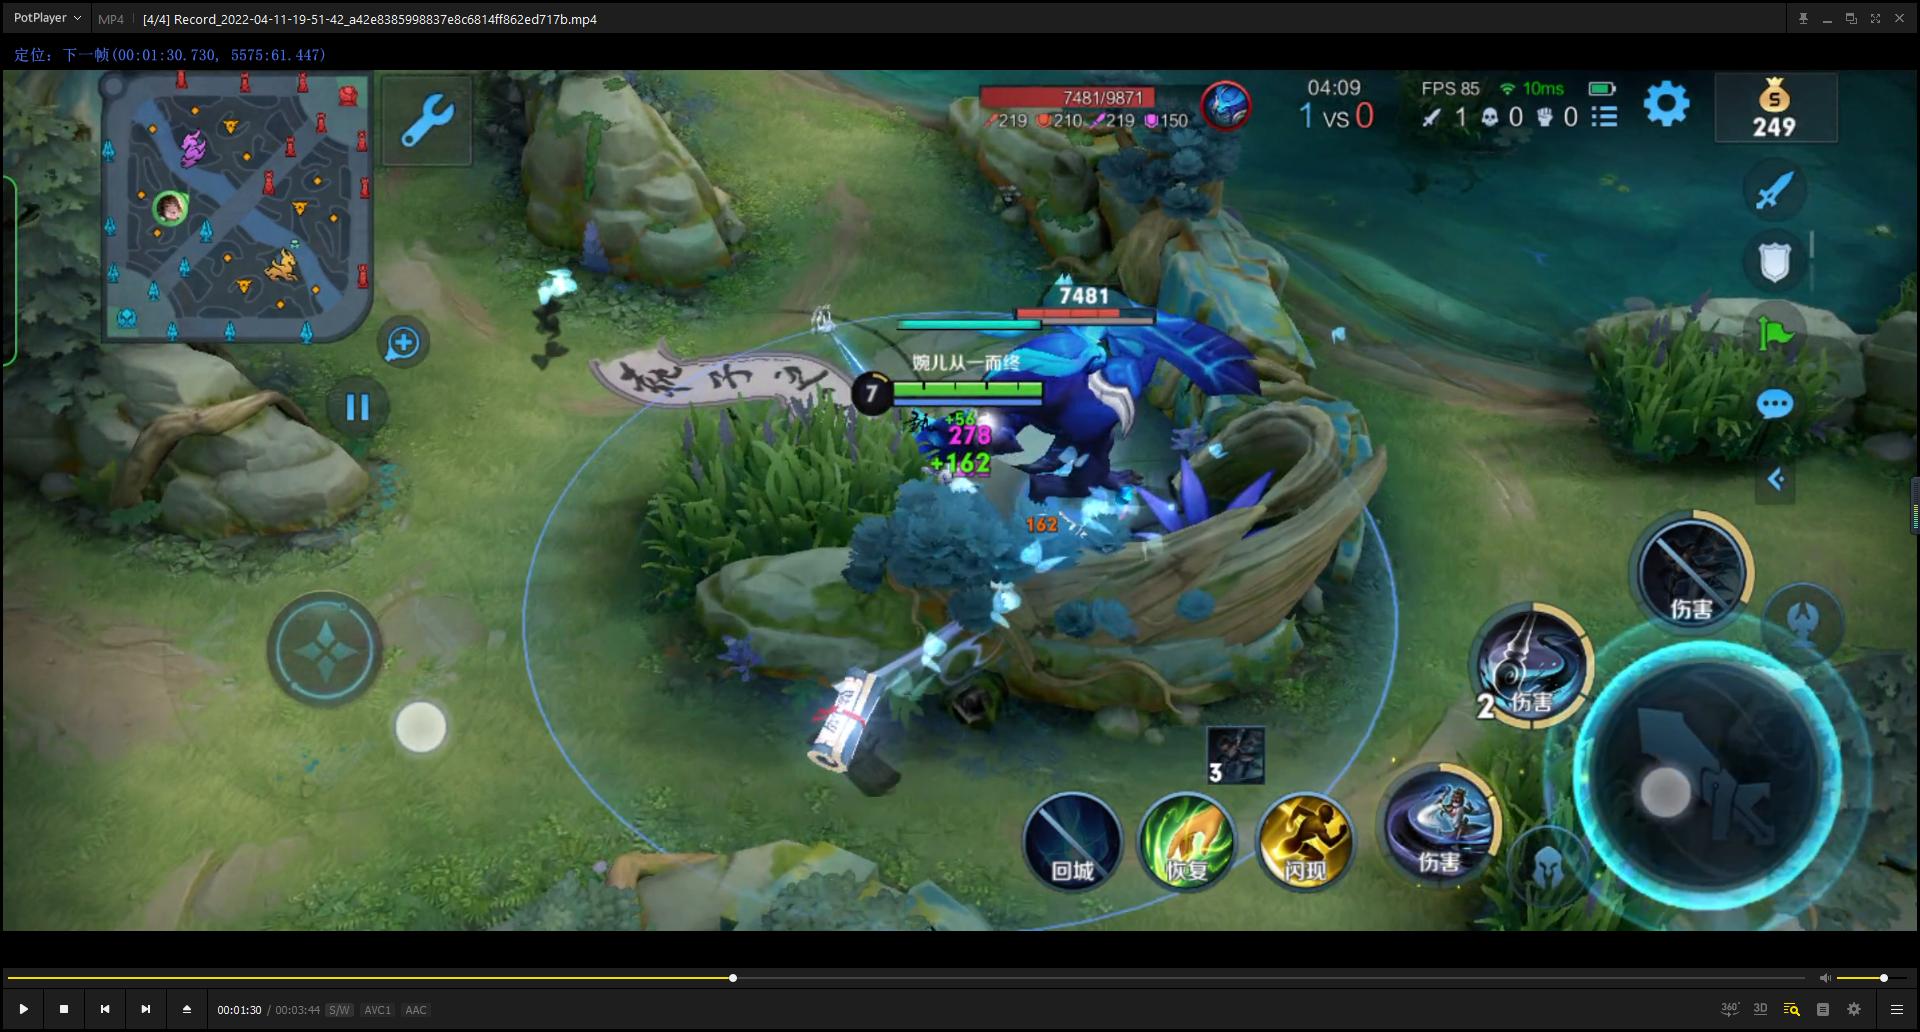 PotPlayer MP4 [4/4] Record_2022-04-11-19-51-42_a42e8385998837e8c6814ff862ed717b.mp4
定位：下一帧(00:01:30.730, 5575:61.447)
7481/9871
219 210 219 150
04:09
1 VS 0
FPS 85 10ms
1 0 0
249
7481
婉儿从一而终
7
+56
278
+162
162
伤害
2 伤害
3
回城
恢复
闪现
伤害
00:01:30 / 00:03:44 S/W AVC1 AAC
360° 3D